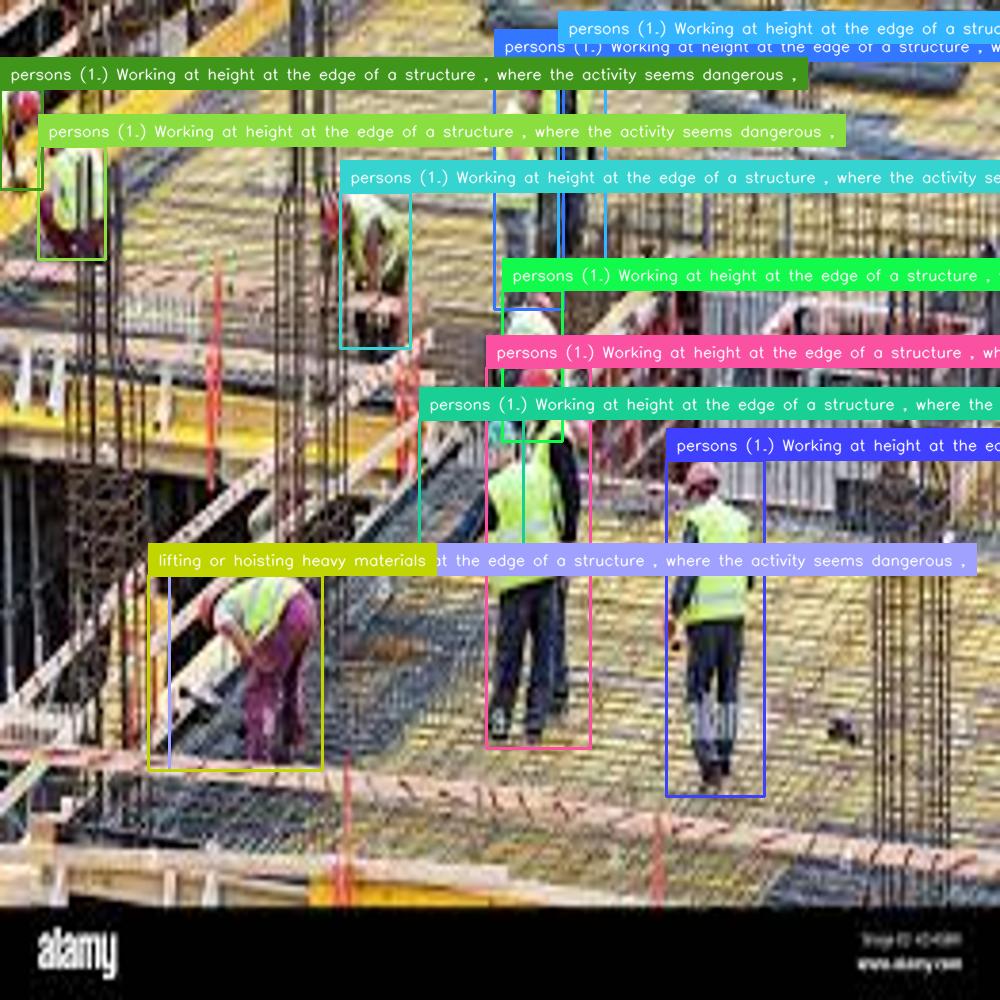 persons (1.) Working at height at the edge of a struc
persons (1.) Working at height at the edge of a structure , w
persons (1.) Working at height at the edge of a structure , where the activity seems dangerous ,
persons (1.) Working at height at the edge of a structure , where the activity seems dangerous ,
persons (1.) Working at height at the edge of a structure , where the activity se
persons (1.) Working at height at the edge of a structure ,
persons (1.) Working at height at the edge of a structure , wh
persons (1.) Working at height at the edge of a structure , where the
persons (1.) Working at height at the ed
lifting or hoisting heavy materials t the edge of a structure , where the activity seems dangerous ,
alamy
www.alamy.com